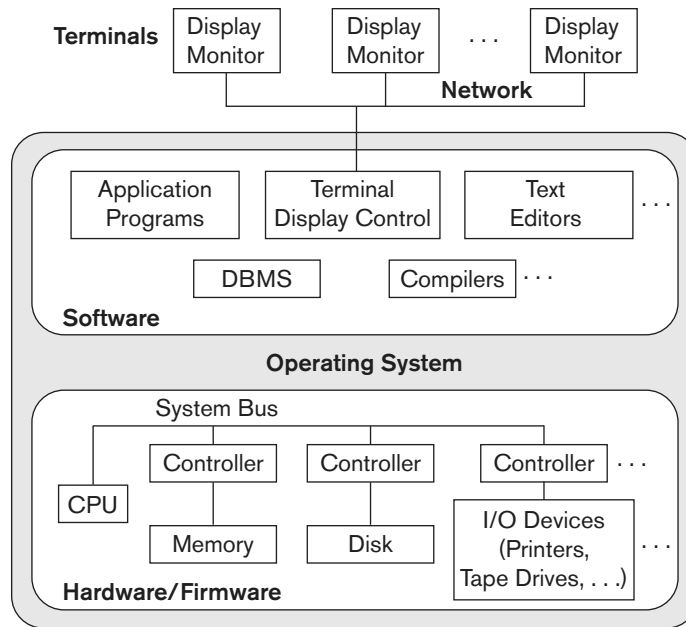 Terminals
Display
Monitor
Display
Monitor
. . .
Display
Monitor
Network
Application
Programs
Terminal
Display Control
Text
Editors
. . .
DBMS
Compilers
. . .
Software
Operating System
System Bus
Controller
Controller
Controller
. . .
CPU
Memory
Disk
I/O Devices
(Printers,
Tape Drives, . . .)
. . .
Hardware/Firmware